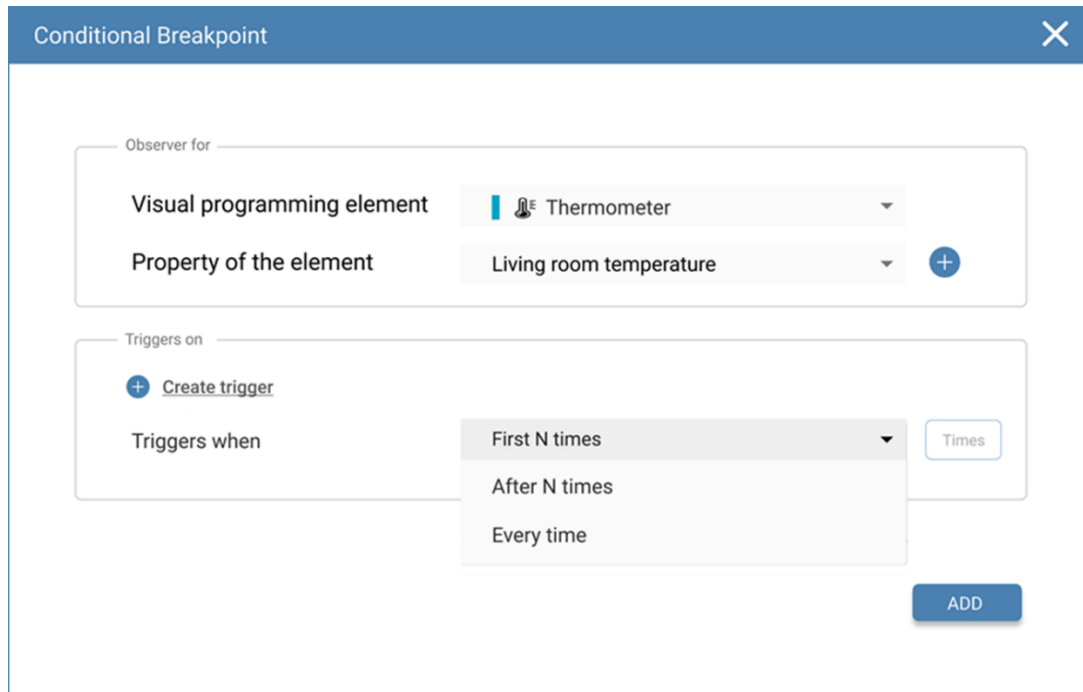 Conditional Breakpoint
Observer for
Visual programming element
E Thermometer
Property of the element
Living room temperature
Triggers on
Create trigger
Triggers when
First N times
Times
After N times
Every time
ADD